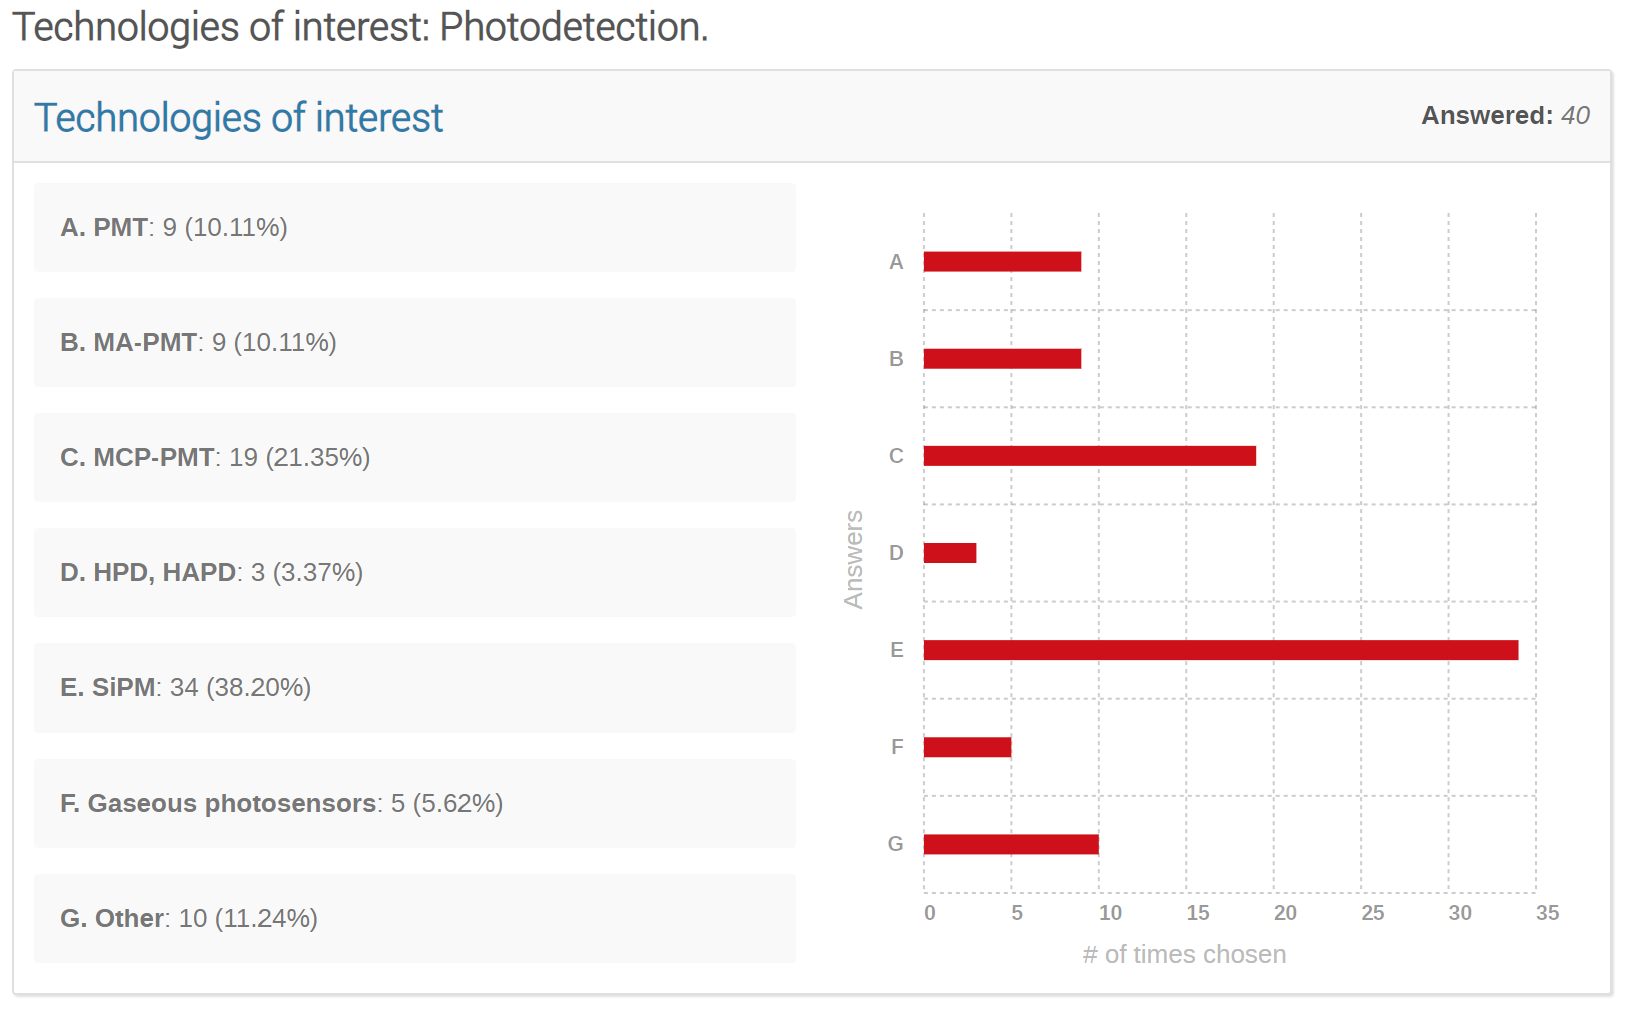 Technologies of interest: Photodetection.
Technologies of interest
Answered: 40
A. PMT: 9 (10.11%)
B. MA-PMT: 9 (10.11%)
C. MCP-PMT: 19 (21.35%)
D. HPD, HAPD: 3 (3.37%)
E. SiPM: 34 (38.20%)
F. Gaseous photosensors: 5 (5.62%)
G. Other: 10 (11.24%)
Answers
A
B
C
D
E
F
G
0 5 10 15 20 25 30 35
# of times chosen